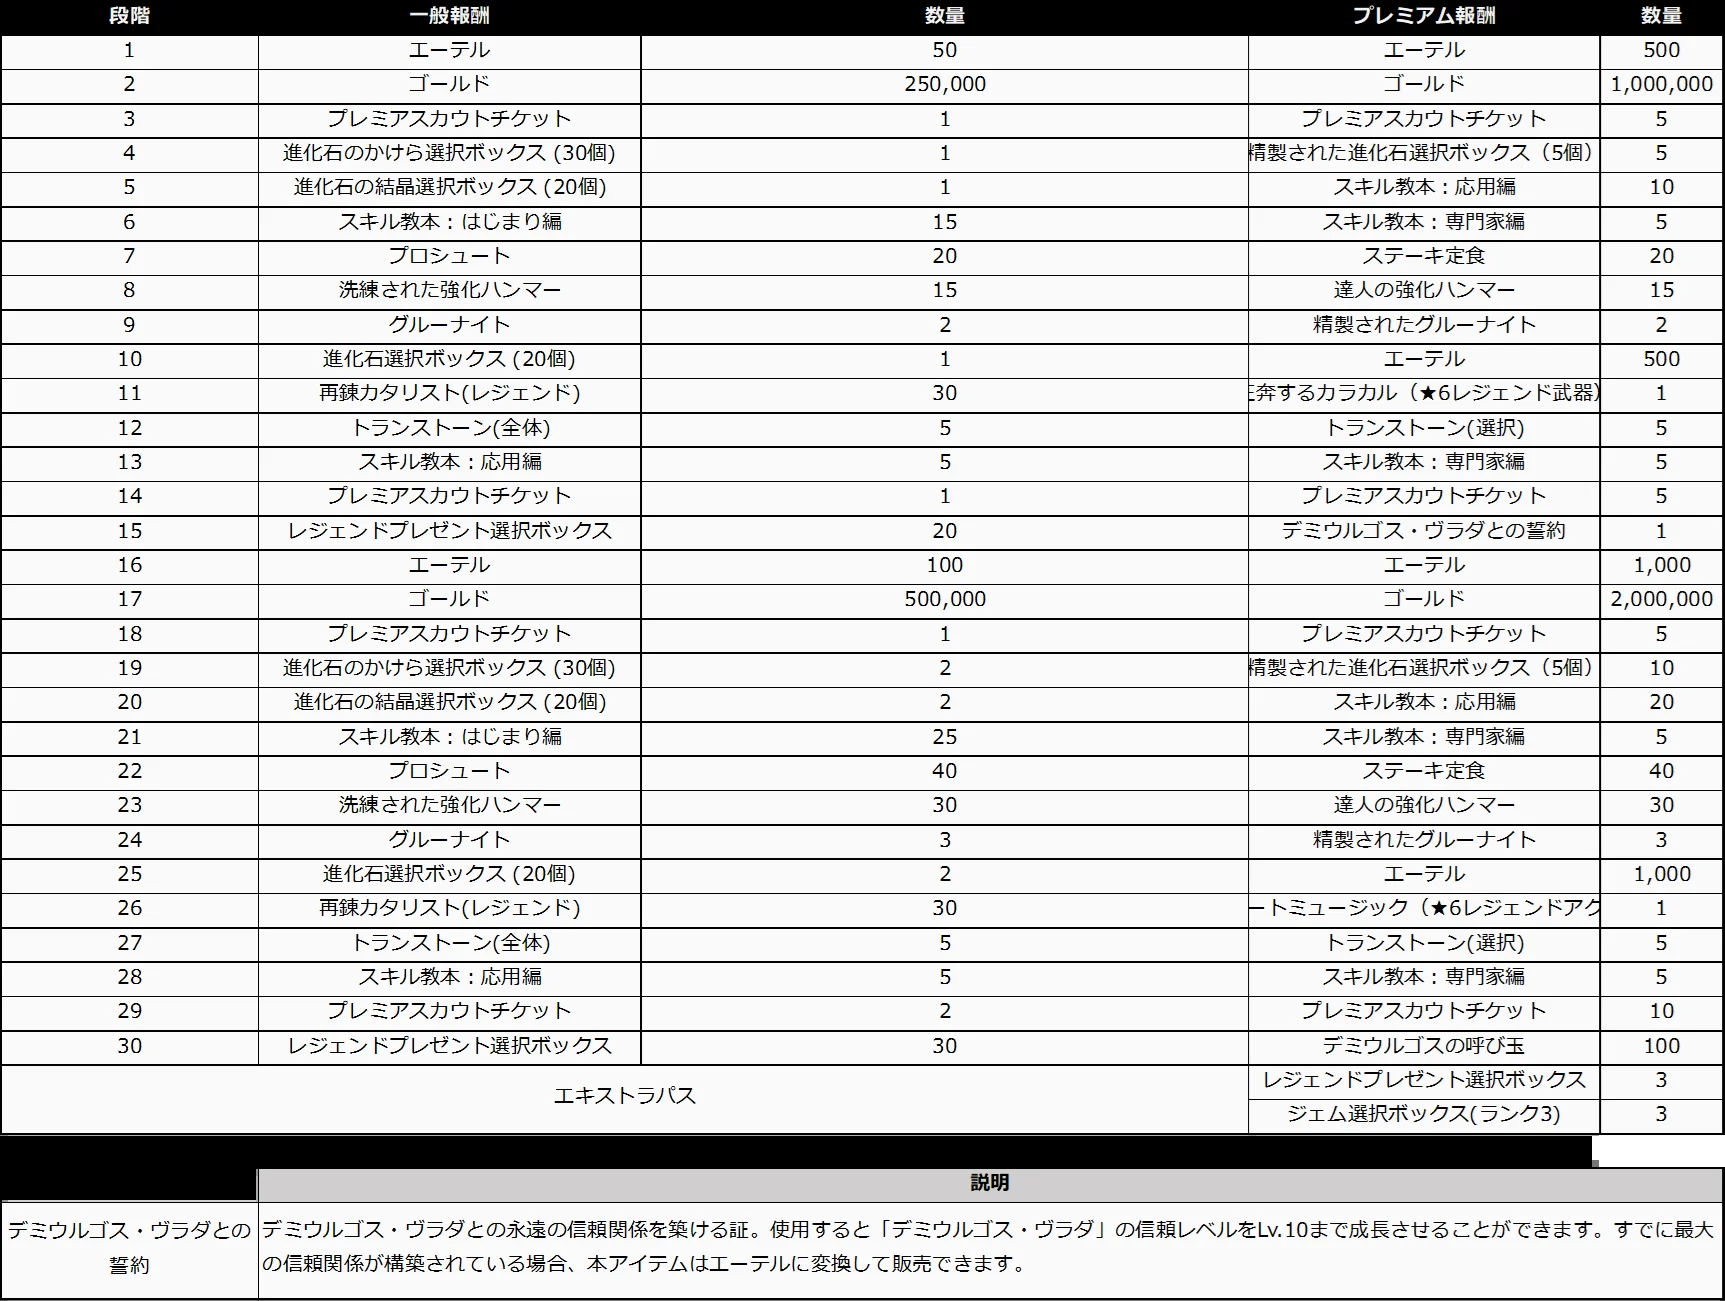 段階 一般報酬 数量 プレミアム報酬 数量
1 エーテル 50 エーテル 500
2 ゴールド 250,000 ゴールド 1,000,000
3 プレミアスカウトチケット 1 プレミアスカウトチケット 5
4 進化石のかけら選択ボックス (30個) 1 精製された進化石選択ボックス（5個） 5
5 進化石の結晶選択ボックス (20個) 1 スキル教本：応用編 10
6 スキル教本：はじまり編 15 スキル教本：専門家編 5
7 プロシュート 20 ステーキ定食 20
8 洗練された強化ハンマー 15 達人の強化ハンマー 15
9 グルーナイト 2 精製されたグルーナイト 2
10 進化石選択ボックス (20個) 1 エーテル 500
11 再錬カタリスト(レジェンド) 30 奔するカラカル（★6レジェンド武器） 1
12 トランストーン(全体) 5 トランストーン(選択) 5
13 スキル教本：応用編 5 スキル教本：専門家編 5
14 プレミアスカウトチケット 1 プレミアスカウトチケット 5
15 レジェンドプレゼント選択ボックス 20 デミウルゴス・ヴラダとの誓約 1
16 エーテル 100 エーテル 1,000
17 ゴールド 500,000 ゴールド 2,000,000
18 プレミアスカウトチケット 1 プレミアスカウトチケット 5
19 進化石のかけら選択ボックス (30個) 2 精製された進化石選択ボックス（5個） 10
20 進化石の結晶選択ボックス (20個) 2 スキル教本：応用編 20
21 スキル教本：はじまり編 25 スキル教本：専門家編 5
22 プロシュート 40 ステーキ定食 40
23 洗練された強化ハンマー 30 達人の強化ハンマー 30
24 グルーナイト 3 精製されたグルーナイト 3
25 進化石選択ボックス (20個) 2 エーテル 1,000
26 再錬カタリスト(レジェンド) 30 ートミュージック（★6レジェンドアク 1
27 トランストーン(全体) 5 トランストーン(選択) 5
28 スキル教本：応用編 5 スキル教本：専門家編 5
29 プレミアスカウトチケット 2 プレミアスカウトチケット 10
30 レジェンドプレゼント選択ボックス 30 デミウルゴスの呼び玉 100
エキストラパス
レジェンドプレゼント選択ボックス 3
ジェム選択ボックス(ランク3) 3
説明
デミウルゴス・ヴラダとの
誓約
デミウルゴス・ヴラダとの永遠の信頼関係を築ける証。使用すると「デミウルゴス・ヴラダ」の信頼レベルをLv.10まで成長させることができます。すでに最大
の信頼関係が構築されている場合、本アイテムはエーテルに変換して販売できます。